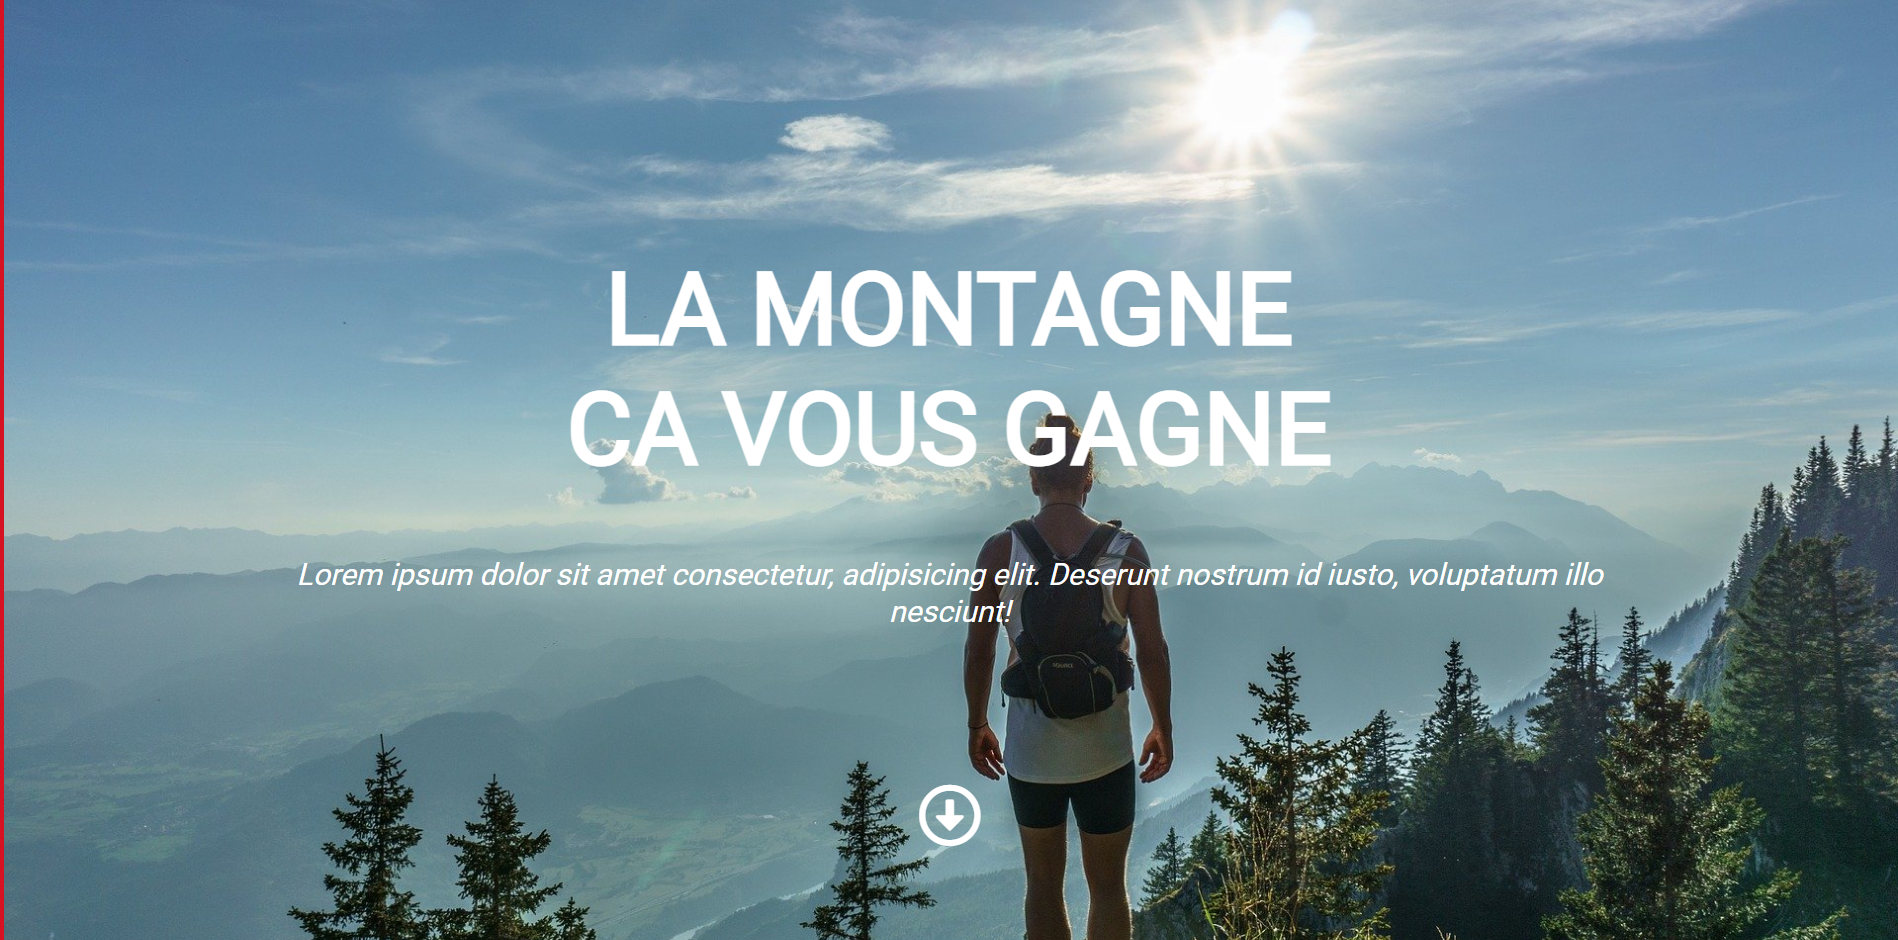 LA MONTAGNE
CA VOUS GAGNE
Lorem ipsum dolor sit amet consectetur, adipisicing elit. Deserunt nostrum id iusto, voluptatum illo
nesciunt!